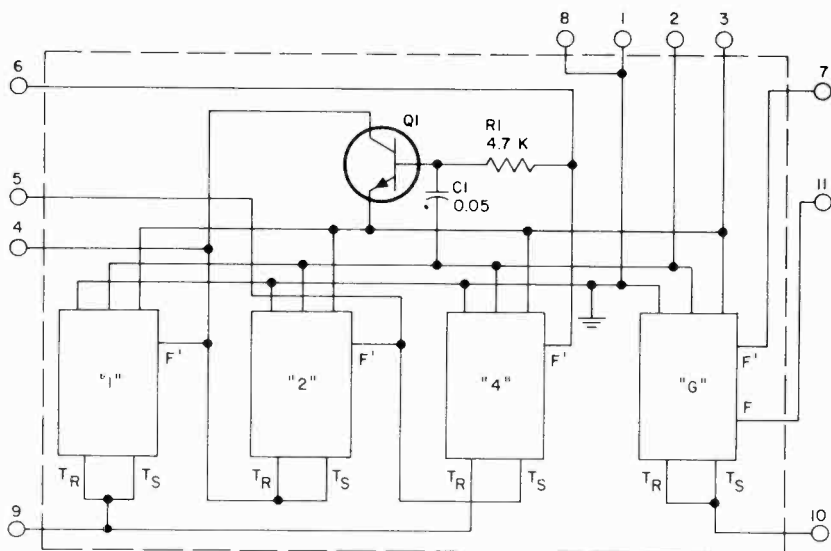 8 1 2 3
6
7
Q1
R1
4.7 K
5
C1
0.05
11
4
F' F' F' F'
"1" "2" "4" "G"
F
TR TS TR TS TR TS TR TS
9
10